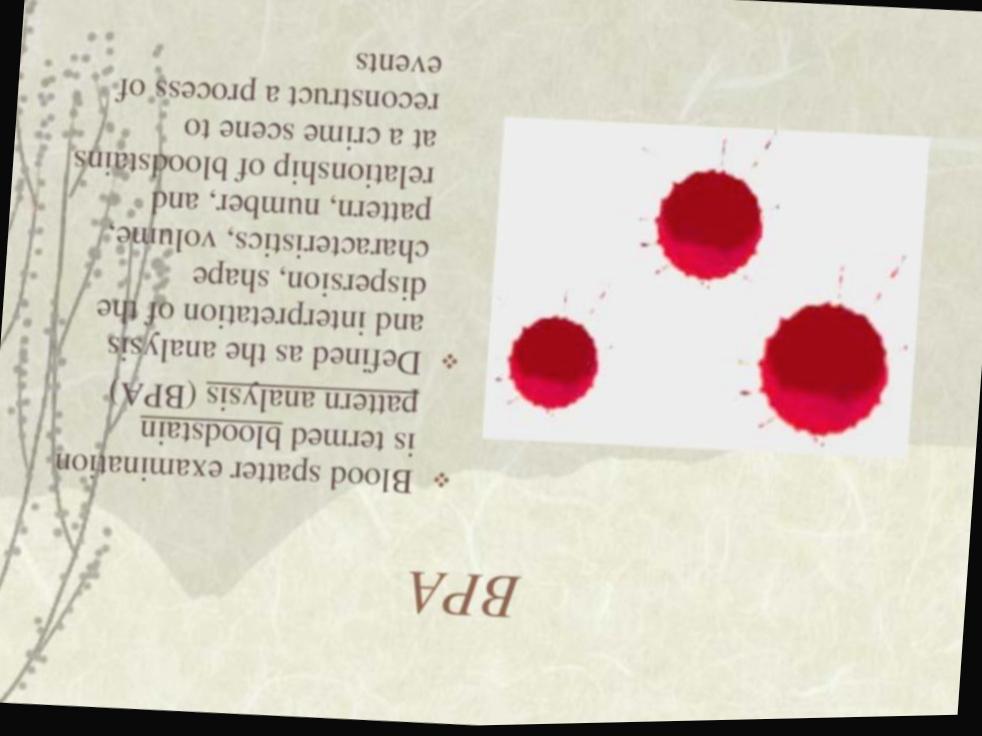 BPA
Blood spatter examination
is termed bloodstain
pattern analysis (BPA)
Defined as the analysis
and interpretation of the
dispersion, shape
characteristics, volume,
pattern, number, and
relationship of bloodstains
at a crime scene to
reconstruct a process of
events